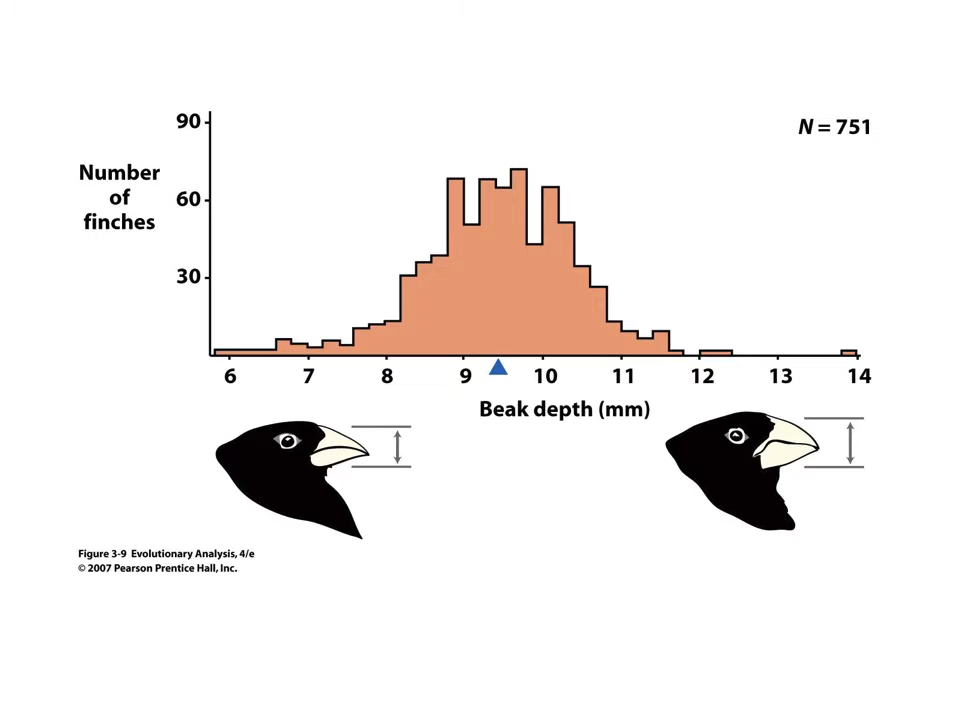 90
N = 751
Number
of
finches
60
30
6 7 8 9 10 11 12 13 14
Beak depth (mm)
Figure 3-9 Evolutionary Analysis, 4/e
© 2007 Pearson Prentice Hall, Inc.